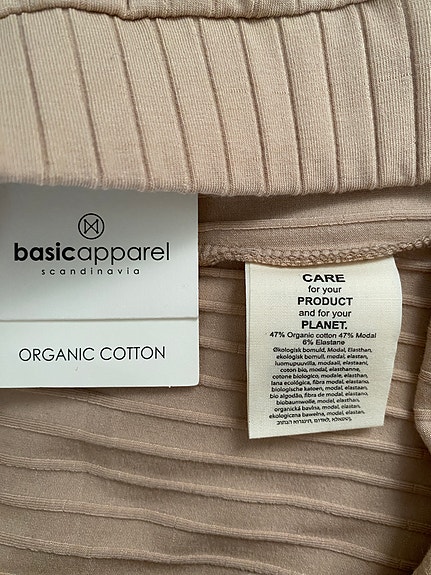 basicapparel
scandinavia
ORGANIC COTTON
CARE
for your
PRODUCT
and for your
PLANET.
47% Organic cotton 47% Modal
6% Elastane
Økologisk bomuld, Modal, Elasthan,
ekologisk bomull, modal, elastan,
luomupuuvilla, modaali, elastaani,
coton bio, modal, elasthanne,
cotone biologico, modale, elastan,
lana ecológica, fibra modal, elastano,
biologische katoen, modal, elastaan,
bio algodão, fibra de modal, elastano,
biobaumwolle, modal, elasthan,
organická bavlna, modal, elastan,
ekologiczna bawełna, modal, elastan,